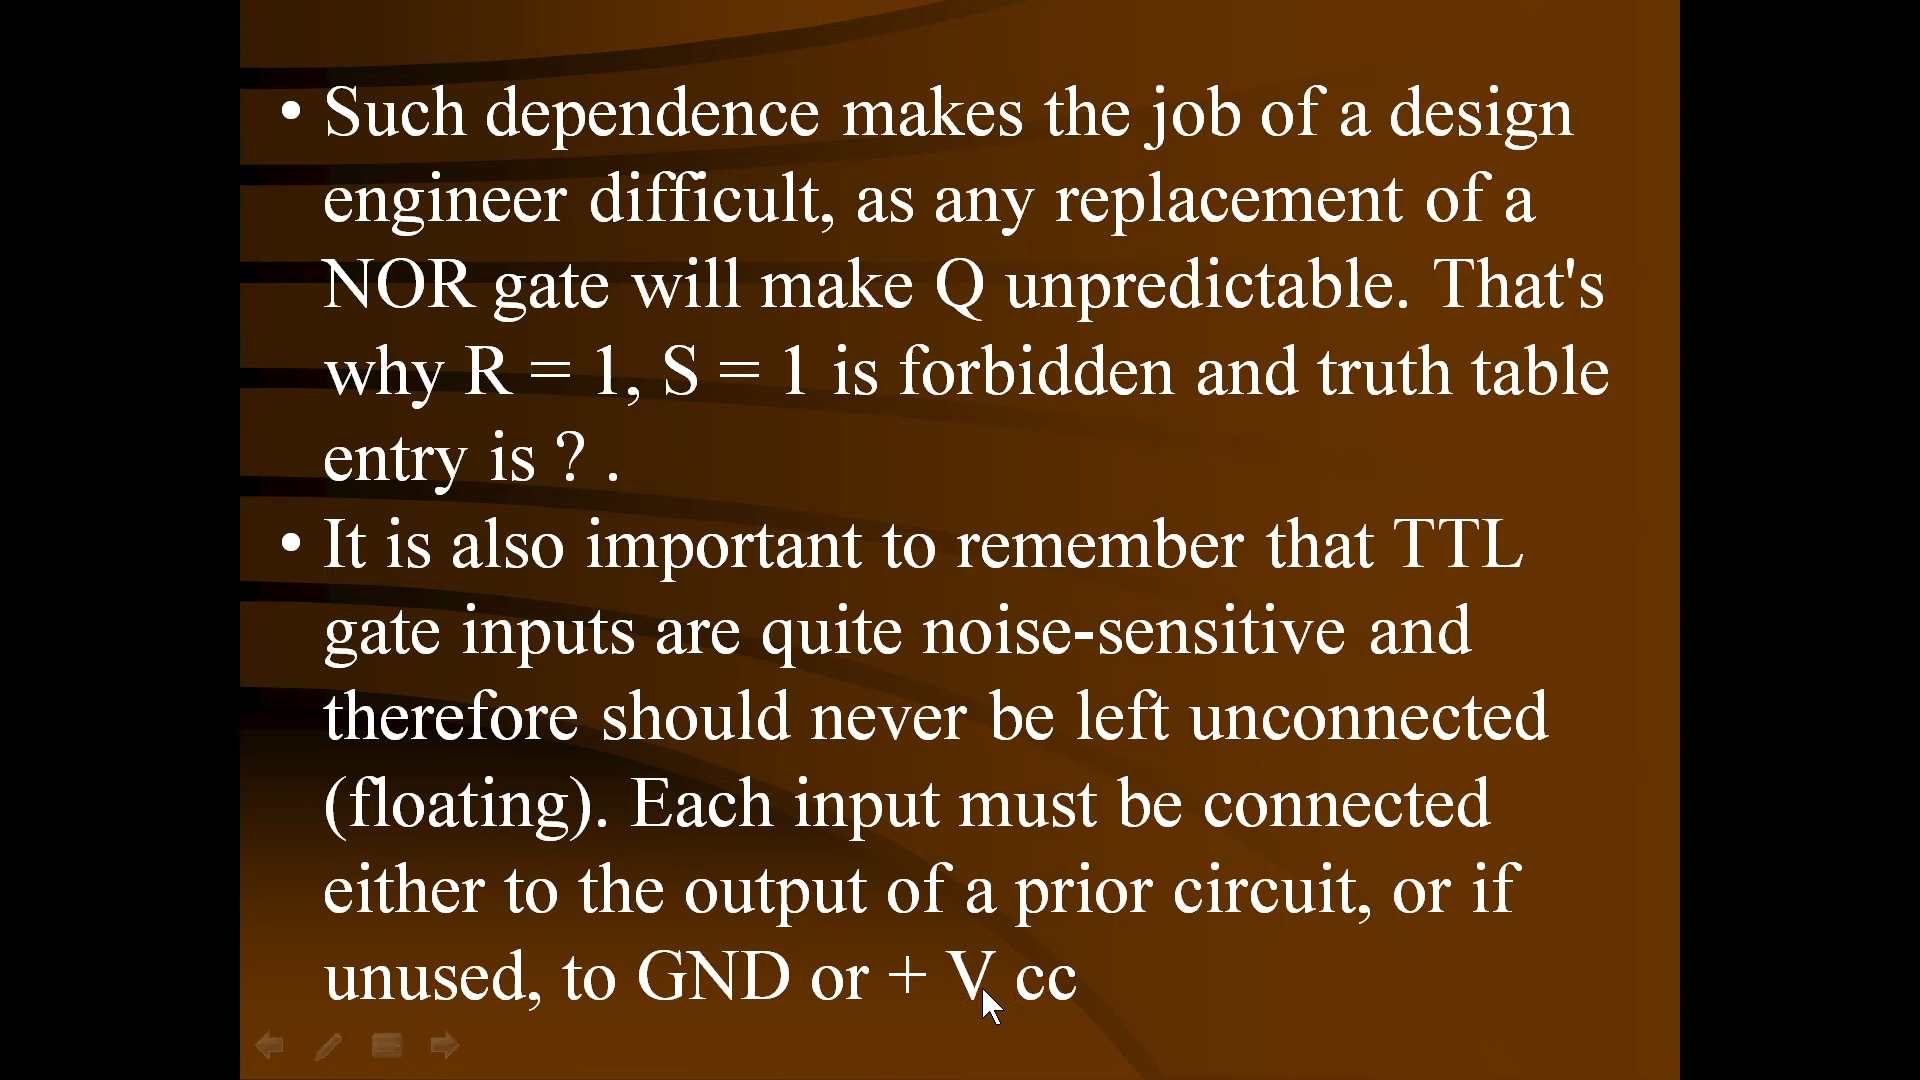 • Such dependence makes the job of a design
engineer difficult, as any replacement of a
NOR gate will make Q unpredictable. That's
why R = 1, S = 1 is forbidden and truth table
entry is ? .
• It is also important to remember that TTL
gate inputs are quite noise-sensitive and
therefore should never be left unconnected
(floating). Each input must be connected
either to the output of a prior circuit, or if
unused, to GND or + V cc